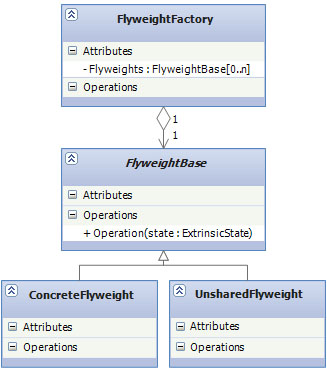 FlyweightFactory
Attributes
- Flyweights : FlyweightBase[0..n]
Operations
1
1
FlyweightBase
Attributes
Operations
+ Operation(state : ExtrinsicState)
ConcreteFlyweight
Attributes
Operations
UnsharedFlyweight
Attributes
Operations